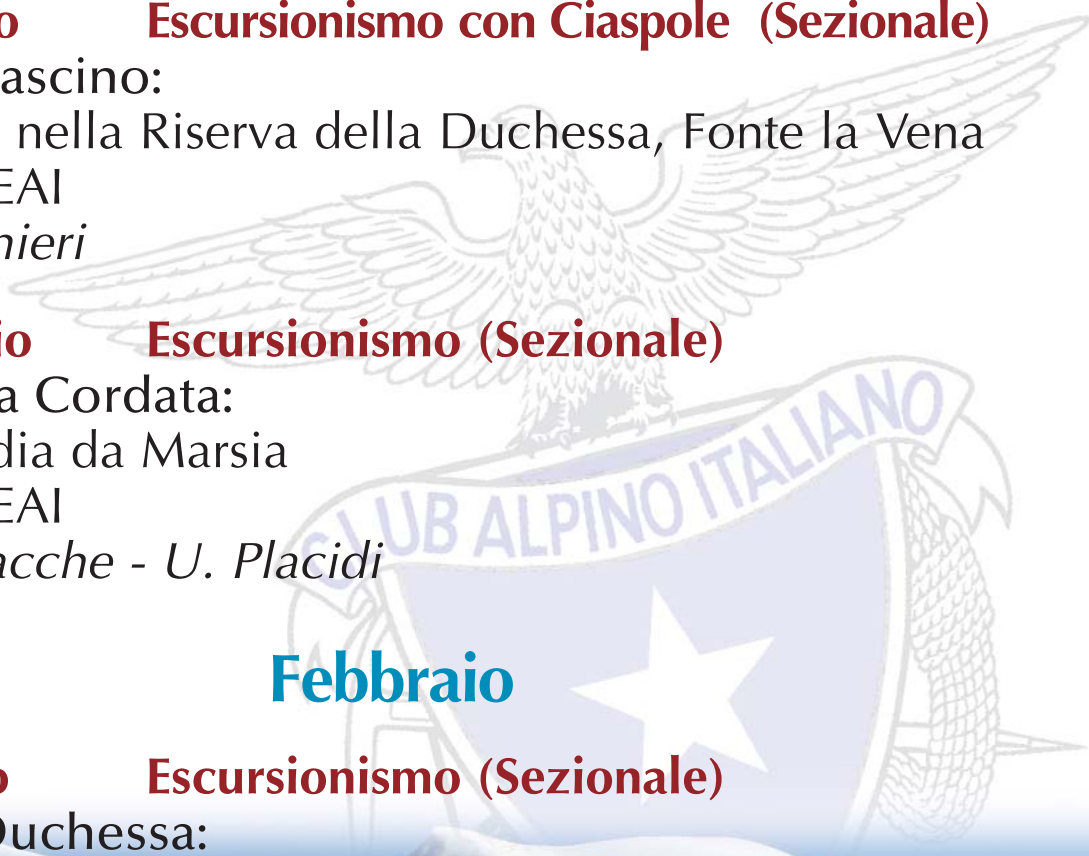 o Escursionismo con Ciaspole (Sezionale)
ascino:
nella Riserva della Duchessa, Fonte la Vena
EAI
nieri
io Escursionismo (Sezionale)
a Cordata:
dia da Marsia
EAI
acche - U. Placidi
CLUB ALPINO ITALIANO
Febbraio
o Escursionismo (Sezionale)
Duchessa: